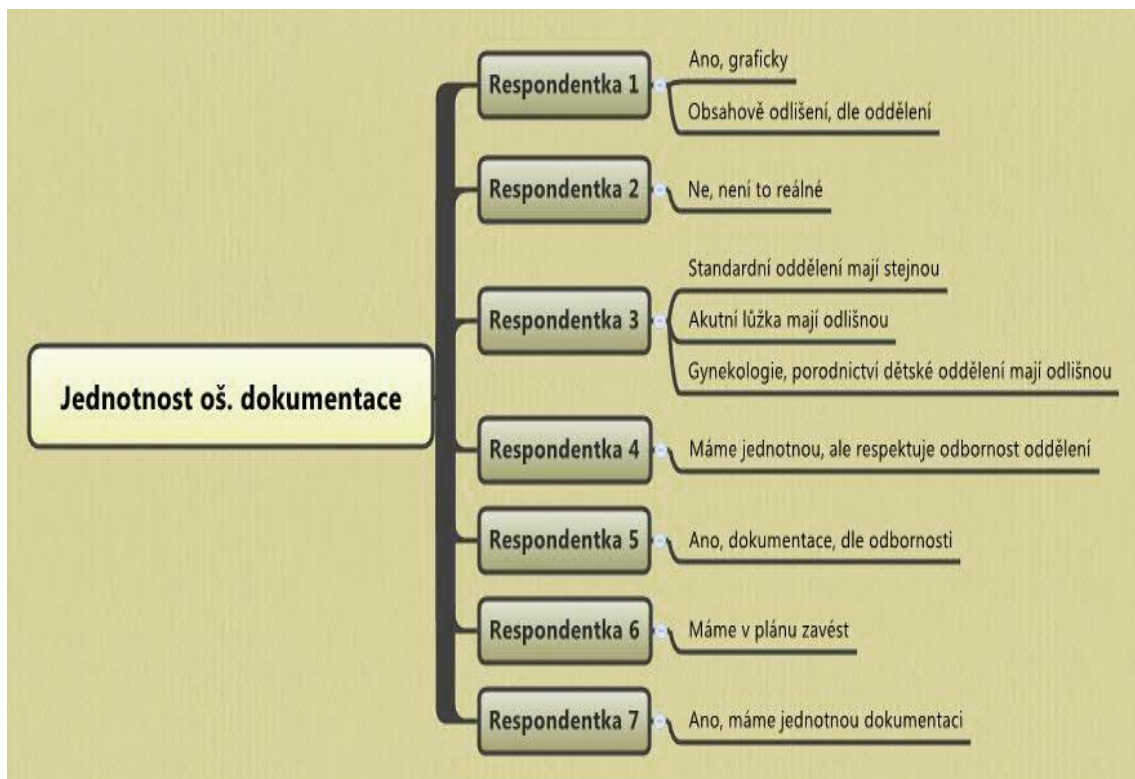 Jednotnost oš. dokumentace
Respondentka 1
Ano, graficky
Obsahově odlišení, dle oddělení
Respondentka 2
Ne, není to reálné
Respondentka 3
Standardní oddělení mají stejnou
Akutní lůžka mají odlišnou
Gynekologie, porodnictví dětské oddělení mají odlišnou
Respondentka 4
Máme jednotnou, ale respektuje odbornost oddělení
Respondentka 5
Ano, dokumentace, dle odbornosti
Respondentka 6
Máme v plánu zavést
Respondentka 7
Ano, máme jednotnou dokumentaci